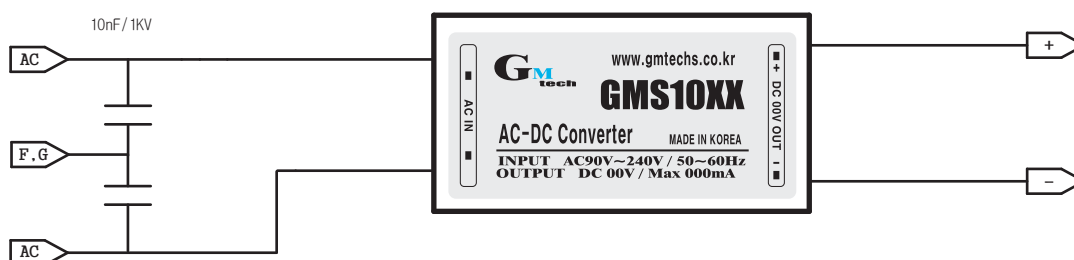 10nF / 1KV
AC
F,G
AC
AC IN
GM tech
www.gmtechs.co.kr
GMS10XX
AC-DC Converter MADE IN KOREA
INPUT AC90V~240V / 50~60Hz
OUTPUT DC 00V / Max 000mA
+ DC 00V OUT -
+
-